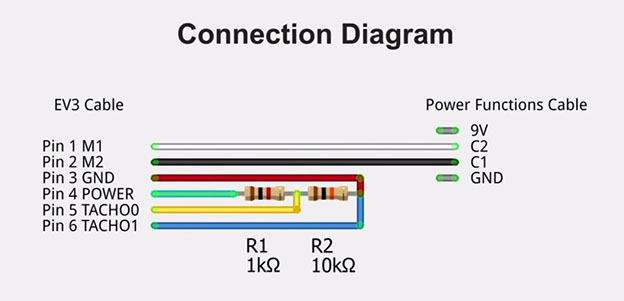 Connection Diagram
EV3 Cable
Power Functions Cable
Pin 1 M1
Pin 2 M2
Pin 3 GND
Pin 4 POWER
Pin 5 TACHO0
Pin 6 TACHO1
9V
C2
C1
GND
R1
1kΩ
R2
10kΩ